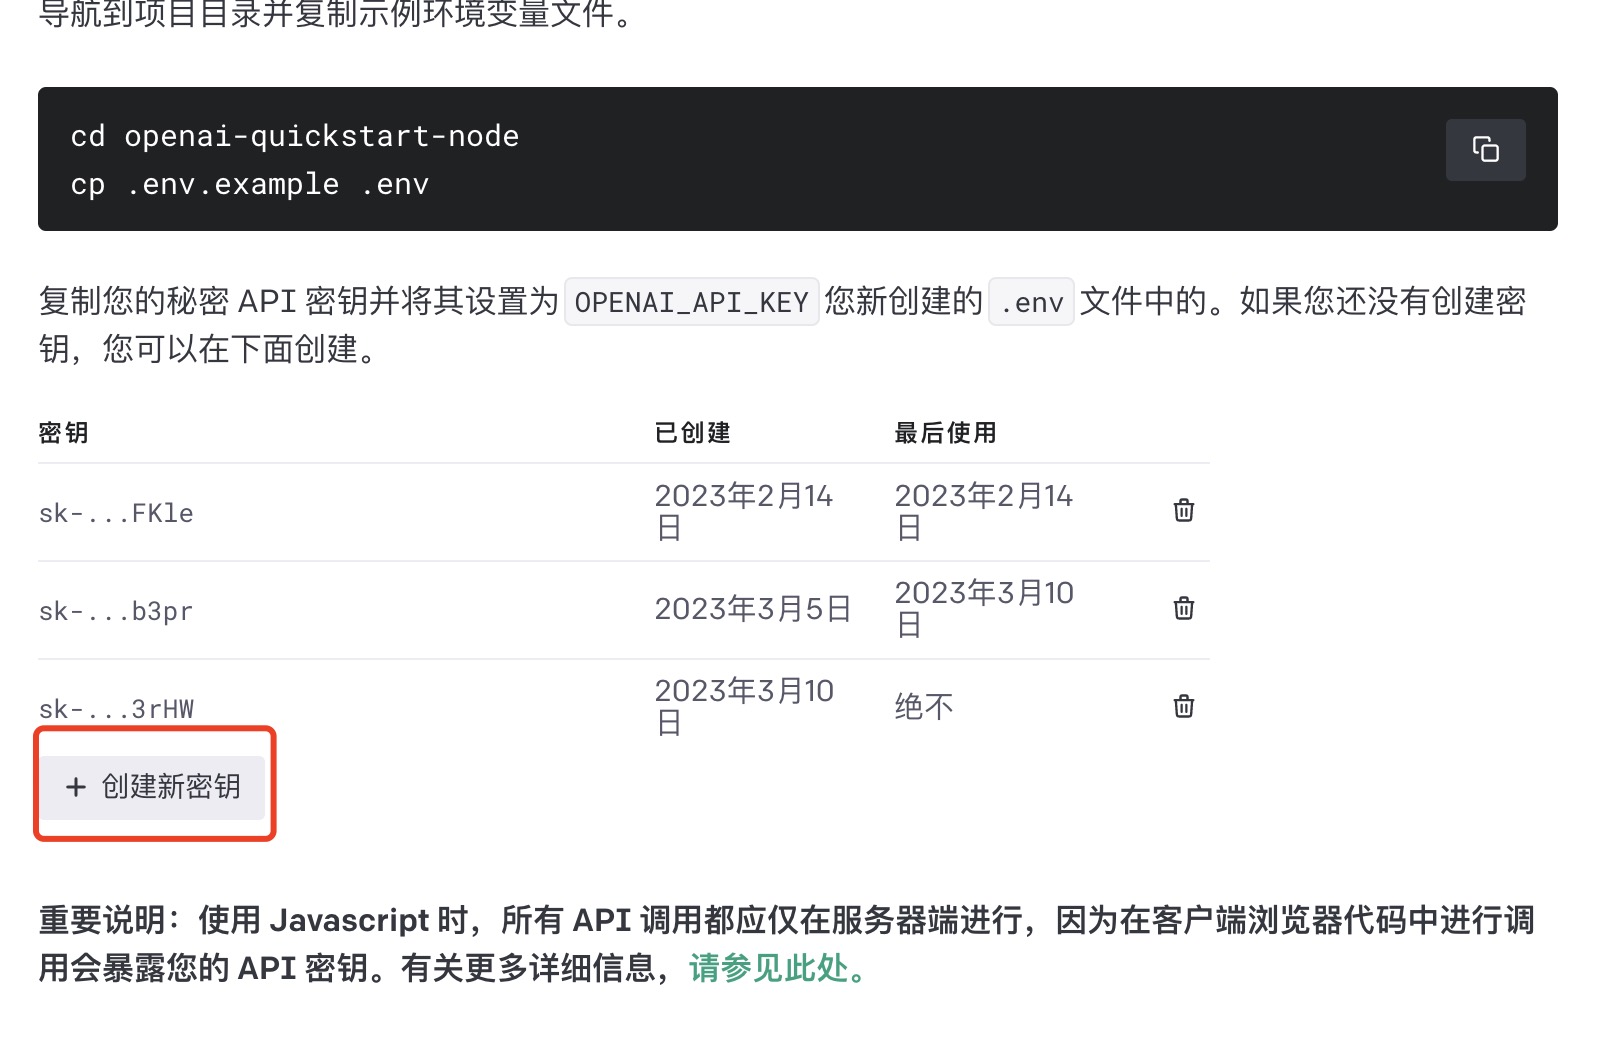 导航到项目目录并复制示例环境变量文件。
cd openai-quickstart-node
cp .env.example .env
复制您的秘密 API 密钥并将其设置为 OPENAI_API_KEY 您新创建的 .env 文件中的。如果您还没有创建密
钥，您可以在下面创建。
密钥 已创建 最后使用
sk-...FKle 2023年2月14日 2023年2月14日
sk-...b3pr 2023年3月5日 2023年3月10日
sk-...3rHW 2023年3月10日 绝不
+ 创建新密钥
重要说明：使用 Javascript 时，所有 API 调用都应仅在服务器端进行，因为在客户端浏览器代码中进行调
用会暴露您的 API 密钥。有关更多详细信息，请参见此处。